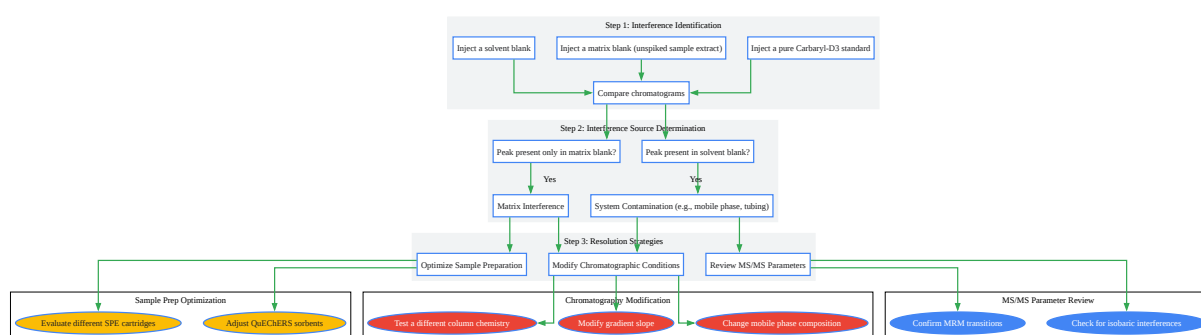 Step 1: Interference Identification
Inject a solvent blank
Inject a matrix blank (unspiked sample extract)
Inject a pure Carbaryl-D3 standard
Compare chromatograms
Step 2: Interference Source Determination
Peak present only in matrix blank?
Peak present in solvent blank?
Yes
Yes
Matrix Interference
System Contamination (e.g., mobile phase, tubing)
Step 3: Resolution Strategies
Optimize Sample Preparation
Modify Chromatographic Conditions
Review MS/MS Parameters
Sample Prep Optimization
Chromatography Modification
MS/MS Parameter Review
Evaluate different SPE cartridges
Adjust QuEChERS sorbents
Test a different column chemistry
Modify gradient slope
Change mobile phase composition
Confirm MRM transitions
Check for isobaric interferences